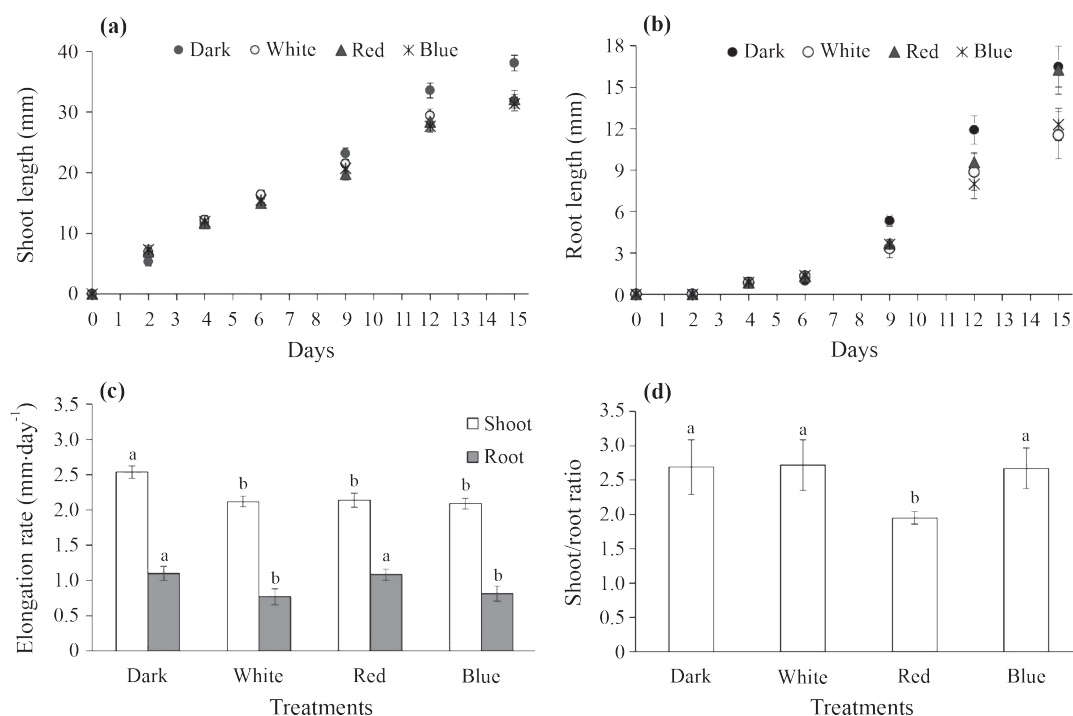 (a)
Dark White Red Blue
40
30
20
10
0
0 1 2 3 4 5 6 7 8 9 10 11 12 13 14 15
Shoot length (mm)
Days
(b)
Dark White Red Blue
18
15
12
9
6
3
0
0 1 2 3 4 5 6 7 8 9 10 11 12 13 14 15
Root length (mm)
Days
(c)
3.5
3.0
2.5
2.0
1.5
1.0
0.5
0
Elongation rate (mm·day⁻¹)
Shoot
Root
a b b b
a b a b
Dark White Red Blue
Treatments
(d)
3.5
3.0
2.5
2.0
1.5
1.0
0.5
0
Shoot/root ratio
a a b a
Dark White Red Blue
Treatments